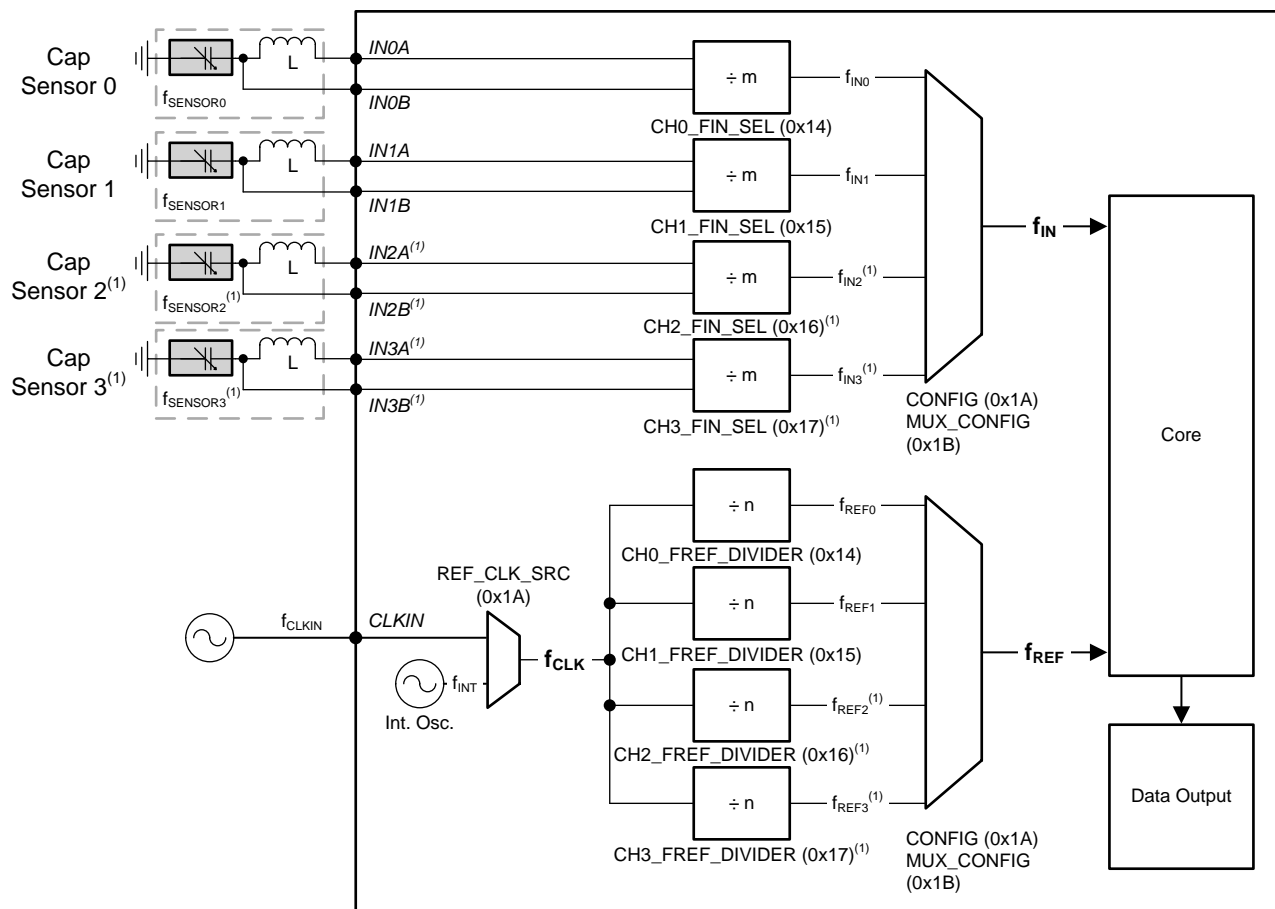 Cap
Sensor 0
L
fSENSOR0
IN0A
IN0B
÷ m
fIN0
CH0_FIN_SEL (0x14)
Cap
Sensor 1
L
fSENSOR1
IN1A
IN1B
÷ m
fIN1
CH1_FIN_SEL (0x15)
Cap
Sensor 2(1)
L
fSENSOR2(1)
IN2A(1)
IN2B(1)
÷ m
fIN2(1)
CH2_FIN_SEL (0x16)(1)
Cap
Sensor 3(1)
L
fSENSOR3(1)
IN3A(1)
IN3B(1)
÷ m
fIN3(1)
CH3_FIN_SEL (0x17)(1)
CONFIG (0x1A)
MUX_CONFIG
(0x1B)
fIN
Core
÷ n
fREF0
CH0_FREF_DIVIDER (0x14)
REF_CLK_SRC
(0x1A)
fCLKIN
CLKIN
fINT
Int. Osc.
fCLK
÷ n
fREF1
CH1_FREF_DIVIDER (0x15)
÷ n
fREF2(1)
CH2_FREF_DIVIDER (0x16)(1)
÷ n
fREF3(1)
CH3_FREF_DIVIDER (0x17)(1)
CONFIG (0x1A)
MUX_CONFIG
(0x1B)
fREF
Data Output